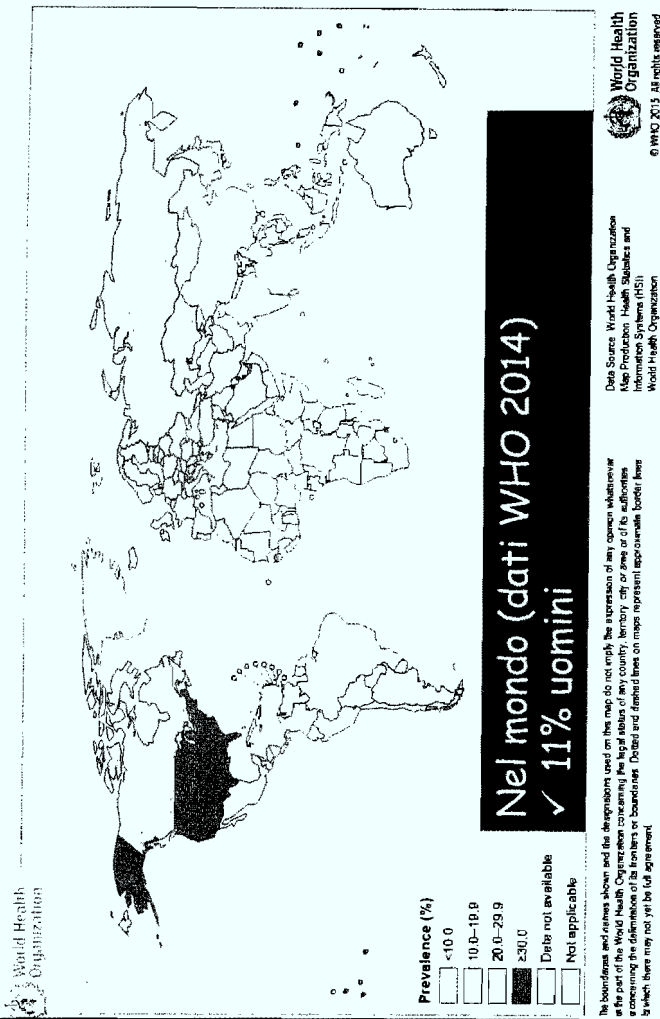 World Health
Organization
Nel mondo (dati WHO 2014)
✓ 11% uomini
Prevalence (%)
<10.0
10.0–19.9
20.0–29.9
≥30.0
Data not available
Not applicable
The boundaries and names shown and the designations used on this map do not imply the expression of any opinion whatsoever
on the part of the World Health Organization concerning the legal status of any country, territory, city or area or of its authorities
or concerning the delimitation of its frontiers or boundaries. Dotted and dashed lines on maps represent approximate border lines
for which there may not yet be full agreement.
Data Source World Health Organization
Map Production Health Statistics and
Information Systems (HSI)
World Health Organization
World Health
Organization
© WHO 2015 All rights reserved